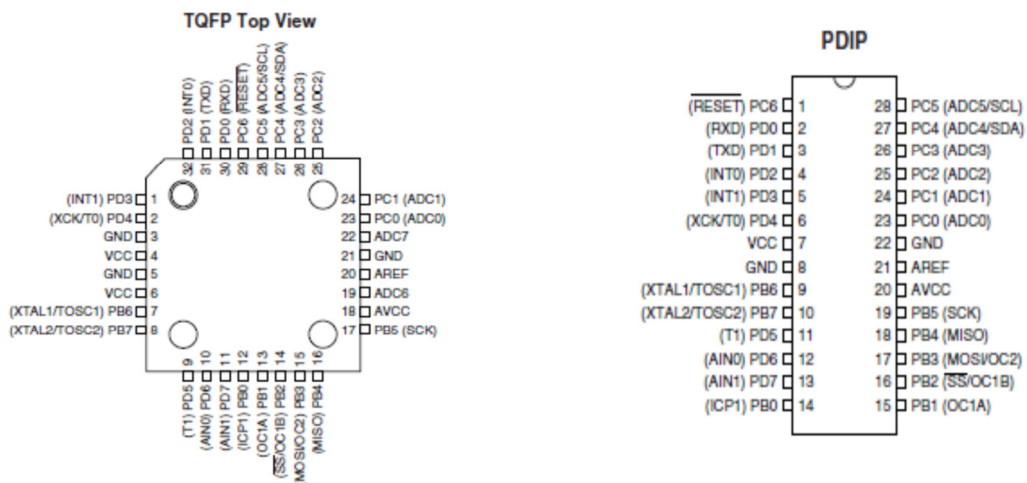 TQFP Top View
PD2 (INT0)
PD1 (TXD)
PD0 (RXD)
PC6 (RESET)
PC5 (ADC5/SCL)
PC4 (ADC4/SDA)
PC3 (ADC3)
PC2 (ADC2)
32 31 30 29 28 27 26 25
(INT1) PD3 1
(XCK/T0) PD4 2
GND 3
VCC 4
GND 5
VCC 6
(XTAL1/TOSC1) PB6 7
(XTAL2/TOSC2) PB7 8
24 PC1 (ADC1)
23 PC0 (ADC0)
22 ADC7
21 GND
20 AREF
19 ADC6
18 AVCC
17 PB5 (SCK)
9 10 11 12 13 14 15 16
(T1) PD5
(AIN0) PD6
(AIN1) PD7
(ICP1) PB0
(OC1A) PB1
(SS/OC1B) PB2
(MOSI/OC2) PB3
(MISO) PB4
PDIP
(RESET) PC6 1
(RXD) PD0 2
(TXD) PD1 3
(INT0) PD2 4
(INT1) PD3 5
(XCK/T0) PD4 6
VCC 7
GND 8
(XTAL1/TOSC1) PB6 9
(XTAL2/TOSC2) PB7 10
(T1) PD5 11
(AIN0) PD6 12
(AIN1) PD7 13
(ICP1) PB0 14
28 PC5 (ADC5/SCL)
27 PC4 (ADC4/SDA)
26 PC3 (ADC3)
25 PC2 (ADC2)
24 PC1 (ADC1)
23 PC0 (ADC0)
22 GND
21 AREF
20 AVCC
19 PB5 (SCK)
18 PB4 (MISO)
17 PB3 (MOSI/OC2)
16 PB2 (SS/OC1B)
15 PB1 (OC1A)